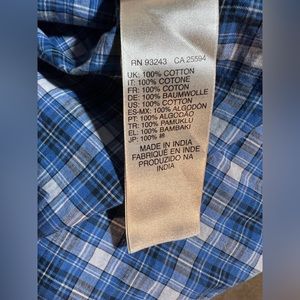 RN 93243 CA 25594
UK: 100% COTTON
IT: 100% COTONE
FR: 100% COTON
DE: 100% BAUMWOLLE
US: 100% COTTON
ES-MX: 100% ALGODÓN
PT: 100% ALGODÃO
TR: 100% PAMUKLU
EL: 100% BAMBAKI
JP: 100% 綿
MADE IN INDIA
FABRIQUÉ EN INDE
PRODUZIDO NA
INDIA